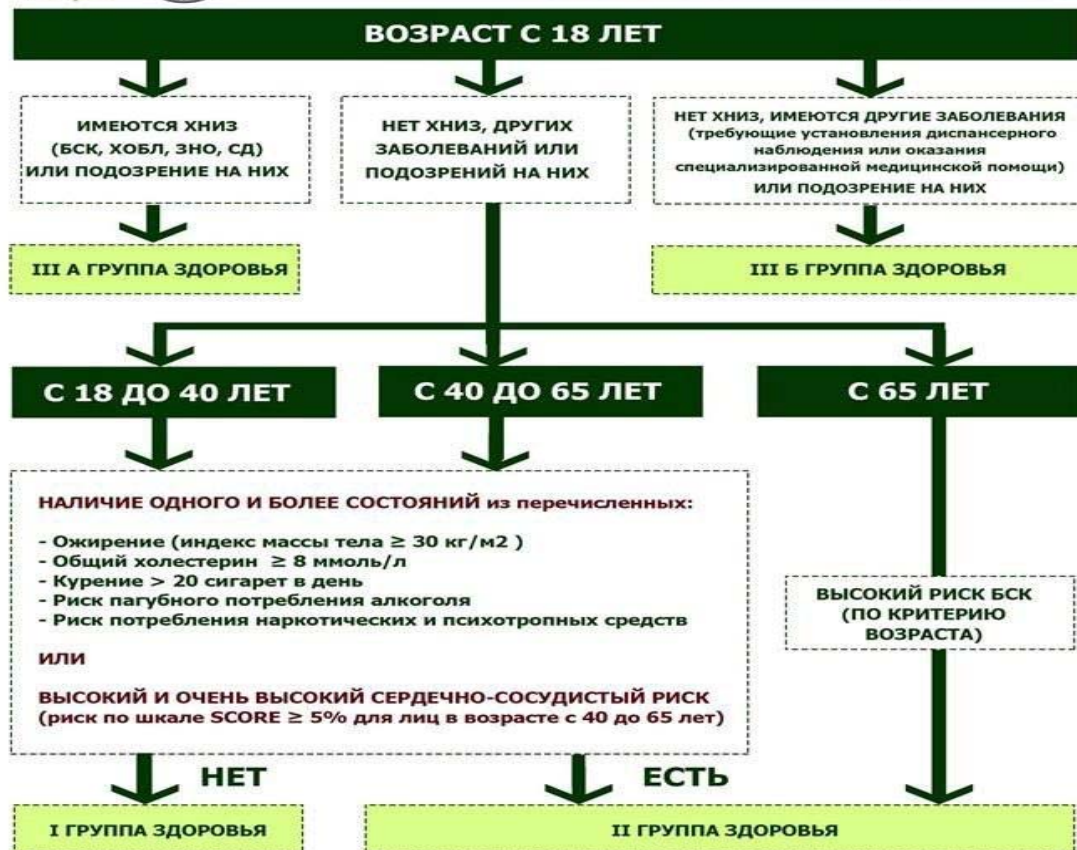 ВОЗРАСТ С 18 ЛЕТ
ИМЕЮТСЯ ХНИЗ
(БСК, ХОБЛ, ЗНО, СД)
ИЛИ ПОДОЗРЕНИЕ НА НИХ
НЕТ ХНИЗ, ДРУГИХ
ЗАБОЛЕВАНИЙ ИЛИ
ПОДОЗРЕНИЙ НА НИХ
НЕТ ХНИЗ, ИМЕЮТСЯ ДРУГИЕ ЗАБОЛЕВАНИЯ
(требующие установления диспансерного
наблюдения или оказания
специализированной медицинской помощи)
ИЛИ ПОДОЗРЕНИЕ НА НИХ
III А ГРУППА ЗДОРОВЬЯ
III Б ГРУППА ЗДОРОВЬЯ
С 18 ДО 40 ЛЕТ
С 40 ДО 65 ЛЕТ
С 65 ЛЕТ
НАЛИЧИЕ ОДНОГО И БОЛЕЕ СОСТОЯНИЙ из перечисленных:
- Ожирение (индекс массы тела ≥ 30 кг/м2 )
- Общий холестерин ≥ 8 ммоль/л
- Курение > 20 сигарет в день
- Риск пагубного потребления алкоголя
- Риск потребления наркотических и психотропных средств
ИЛИ
ВЫСОКИЙ И ОЧЕНЬ ВЫСОКИЙ СЕРДЕЧНО-СОСУДИСТЫЙ РИСК
(риск по шкале SCORE ≥ 5% для лиц в возрасте с 40 до 65 лет)
ВЫСОКИЙ РИСК БСК
(ПО КРИТЕРИЮ
ВОЗРАСТА)
НЕТ
ЕСТЬ
I ГРУППА ЗДОРОВЬЯ
II ГРУППА ЗДОРОВЬЯ